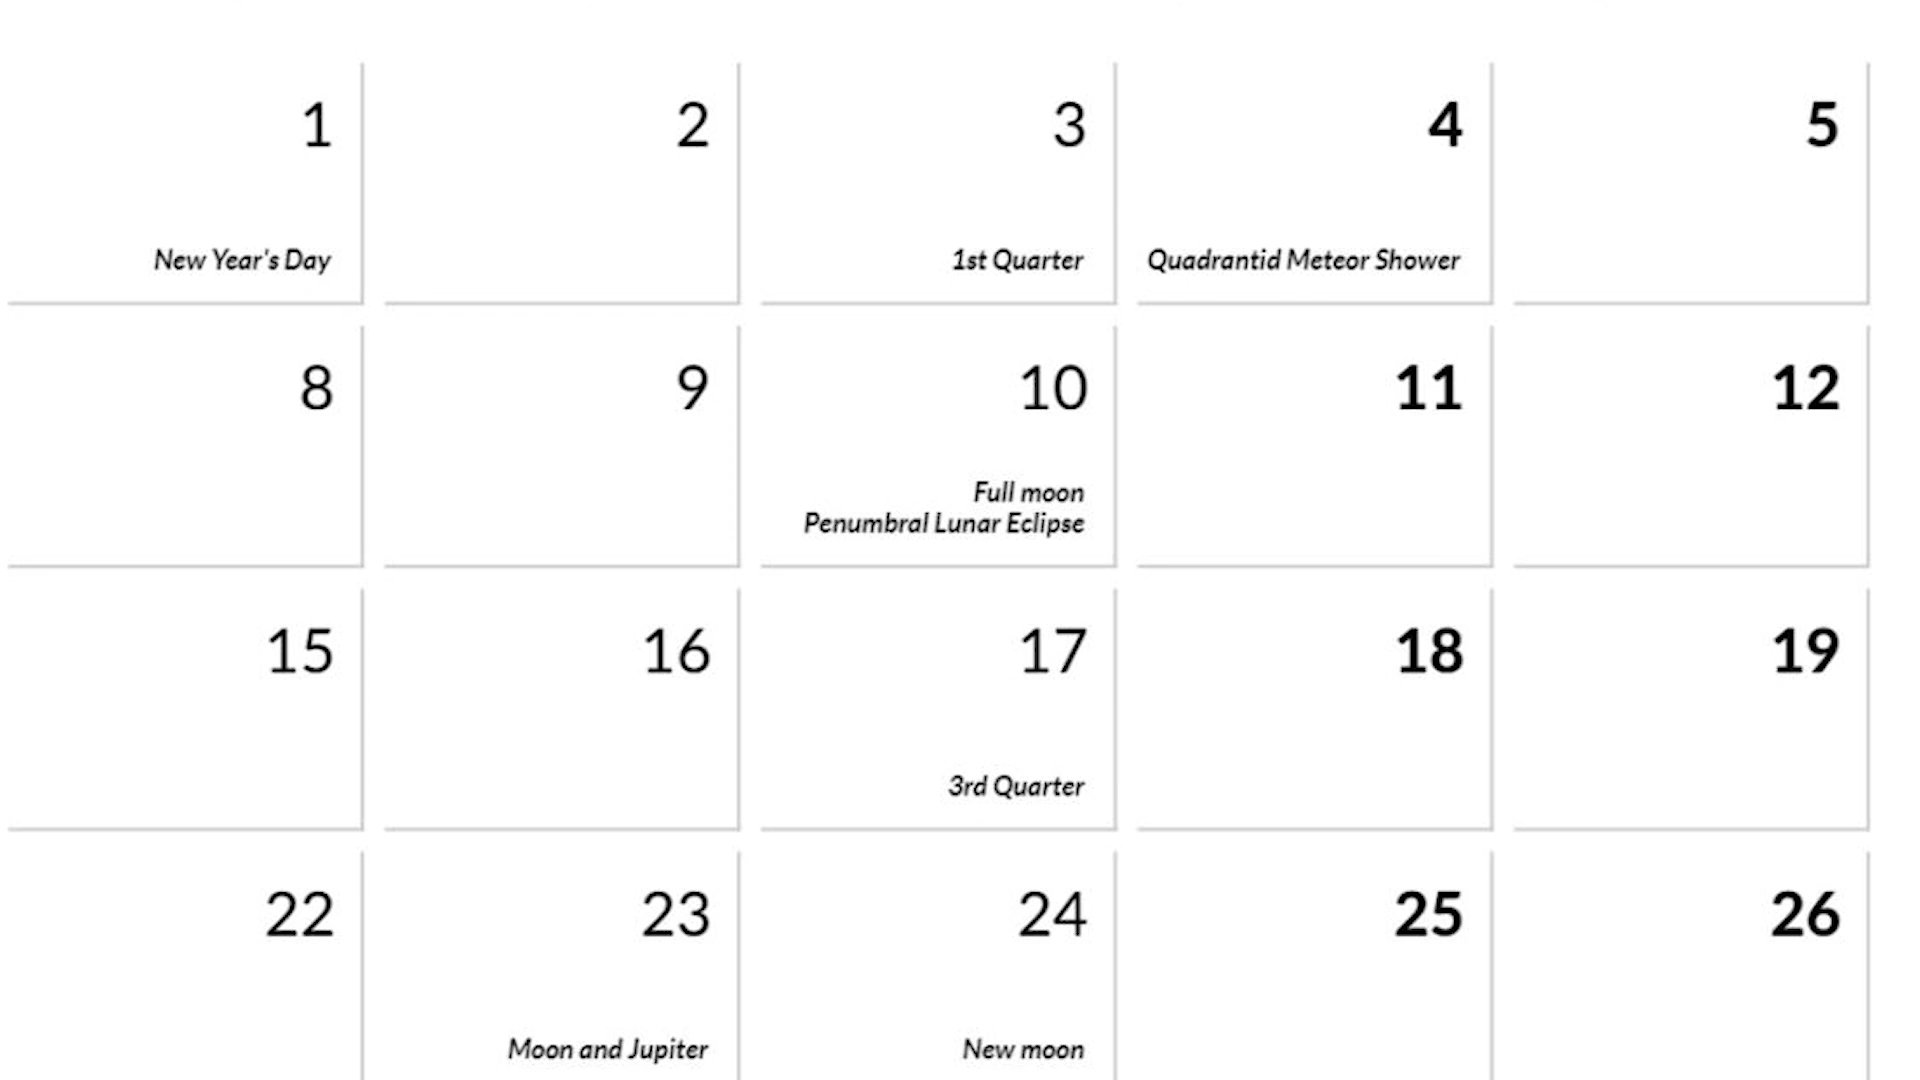 1 2 3 4 5
New Year's Day 1st Quarter Quadrantid Meteor Shower
8 9 10 11 12
Full moon
Penumbral Lunar Eclipse
15 16 17 18 19
3rd Quarter
22 23 24 25 26
Moon and Jupiter New moon